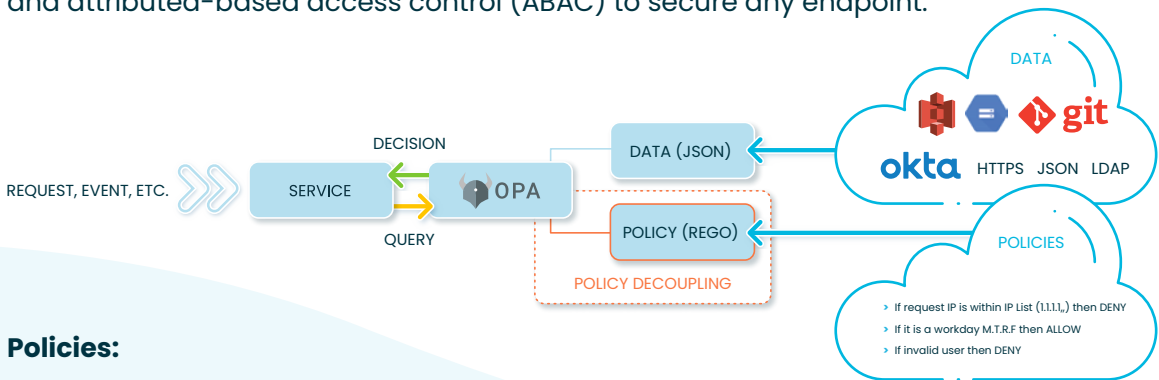 and attributed-based access control (ABAC) to secure any endpoint.
DATA
git
okta HTTPS JSON LDAP
DECISION
DATA (JSON)
REQUEST, EVENT, ETC.
SERVICE
OPA
QUERY
POLICY (REGO)
POLICY DECOUPLING
POLICIES
> If request IP is within IP List (1.1.1.1,,) then DENY
> If it is a workday M.T.R.F then ALLOW
> If invalid user then DENY
Policies: